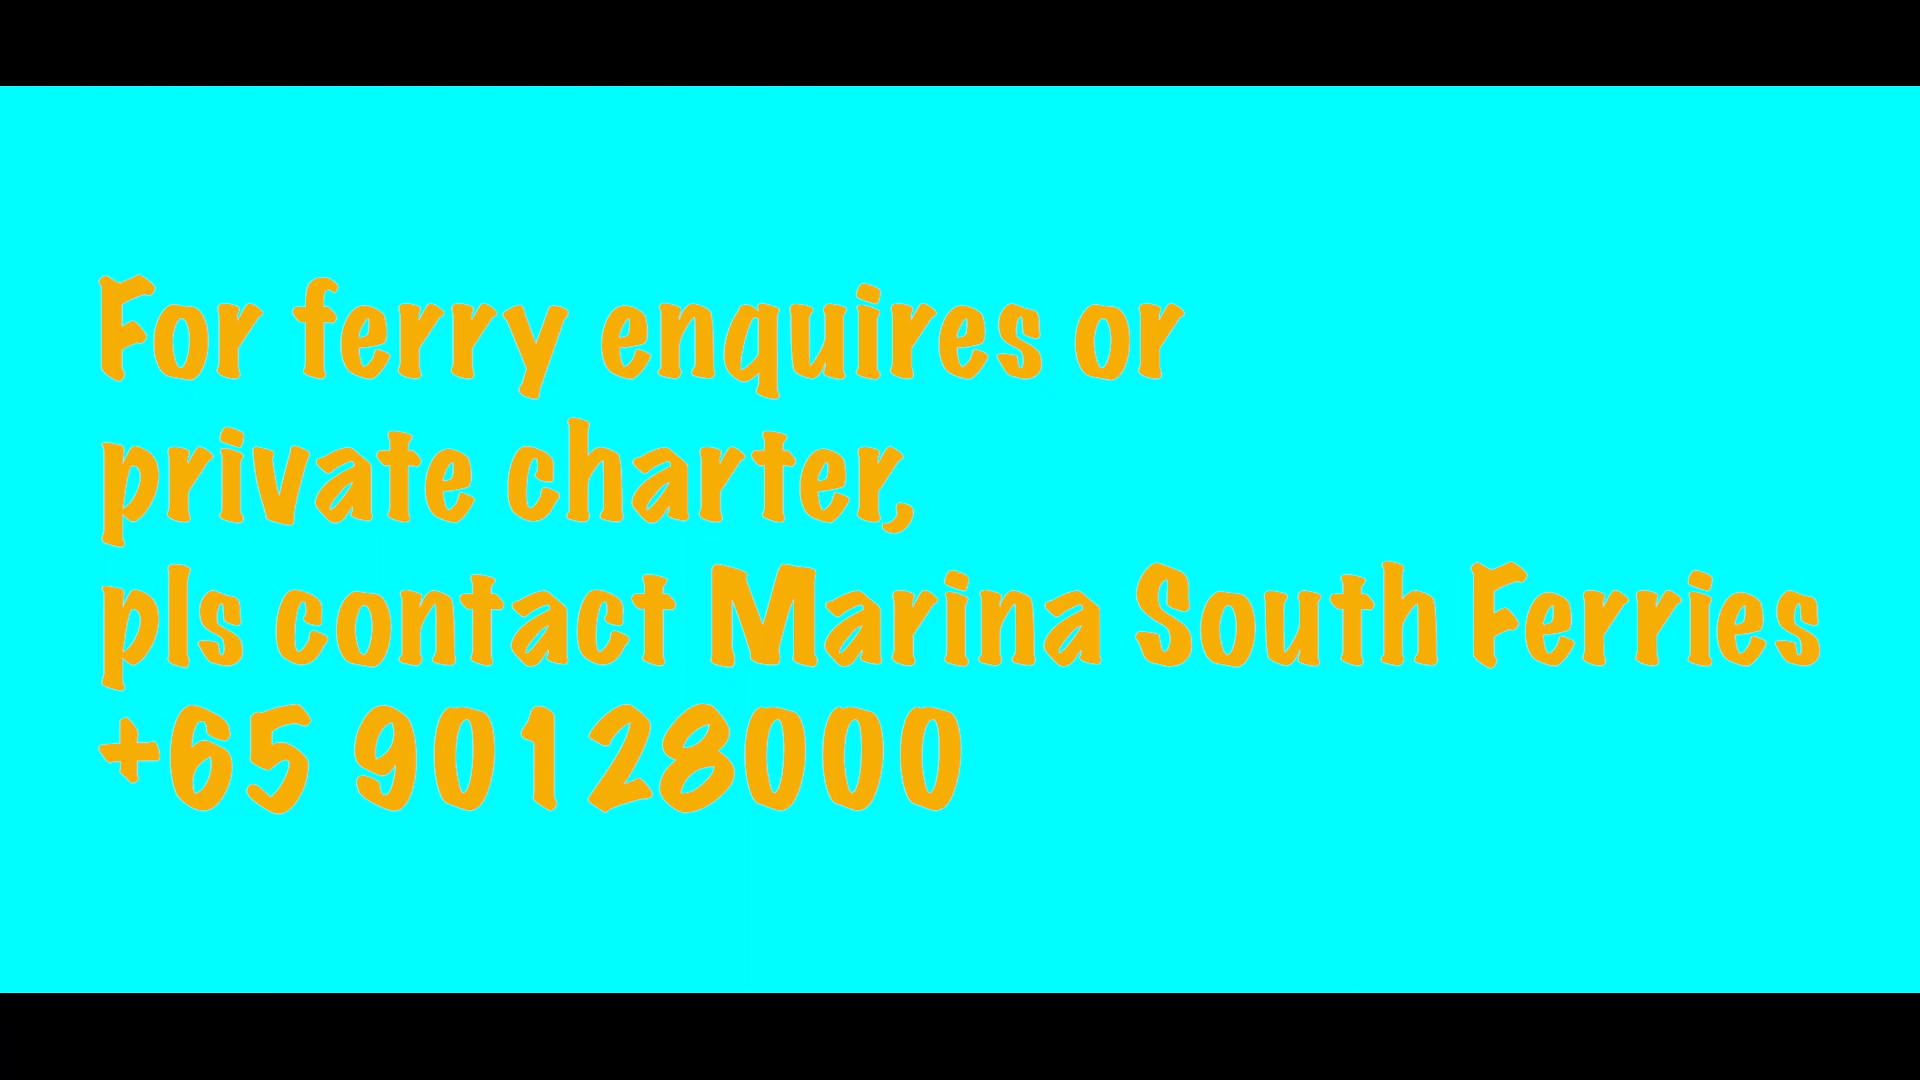 For ferry enquires or
private charter,
pls contact Marina South Ferries
+65 90128000